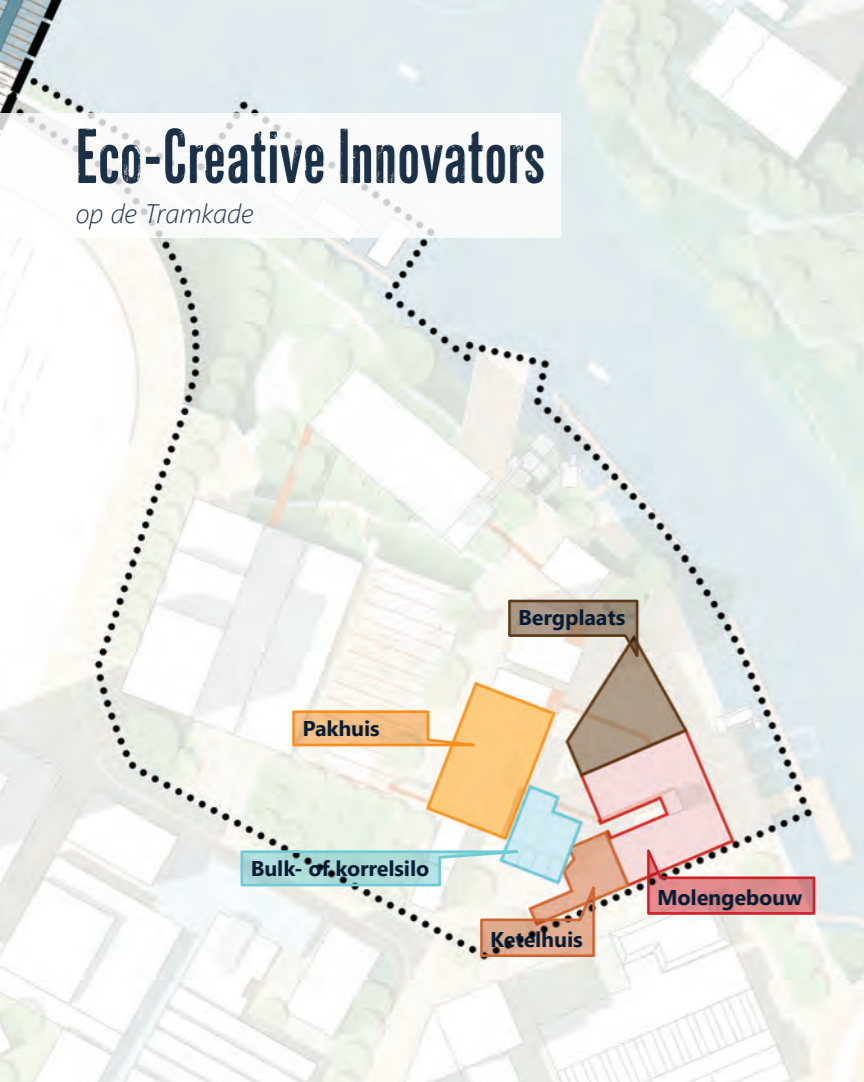 Eco-Creative Innovators
op de Tramkade
Bergplaats
Pakhuis
Bulk- of korrelsilo
Molengebouw
Ketelhuis